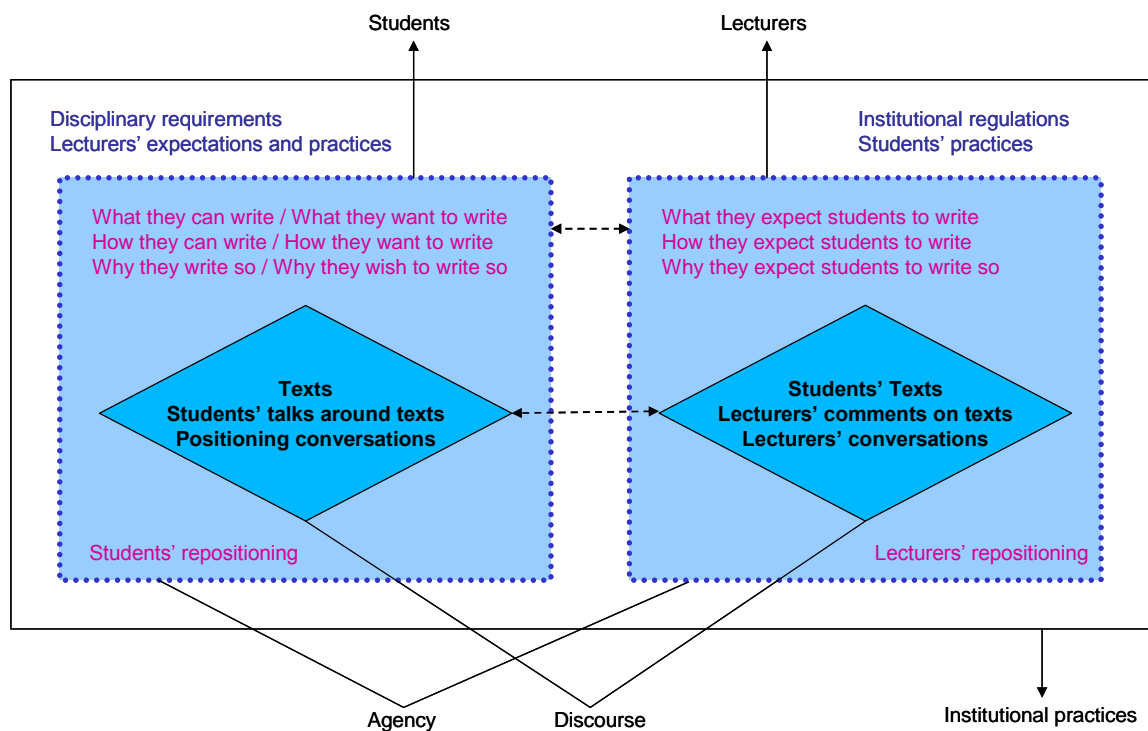 Students
Lecturers
Disciplinary requirements
Lecturers’ expectations and practices
Institutional regulations
Students’ practices
What they can write / What they want to write
How they can write / How they want to write
Why they write so / Why they wish to write so
What they expect students to write
How they expect students to write
Why they expect students to write so
Texts
Students’ talks around texts
Positioning conversations
Students’ Texts
Lecturers’ comments on texts
Lecturers’ conversations
Students’ repositioning
Lecturers’ repositioning
Agency
Discourse
Institutional practices